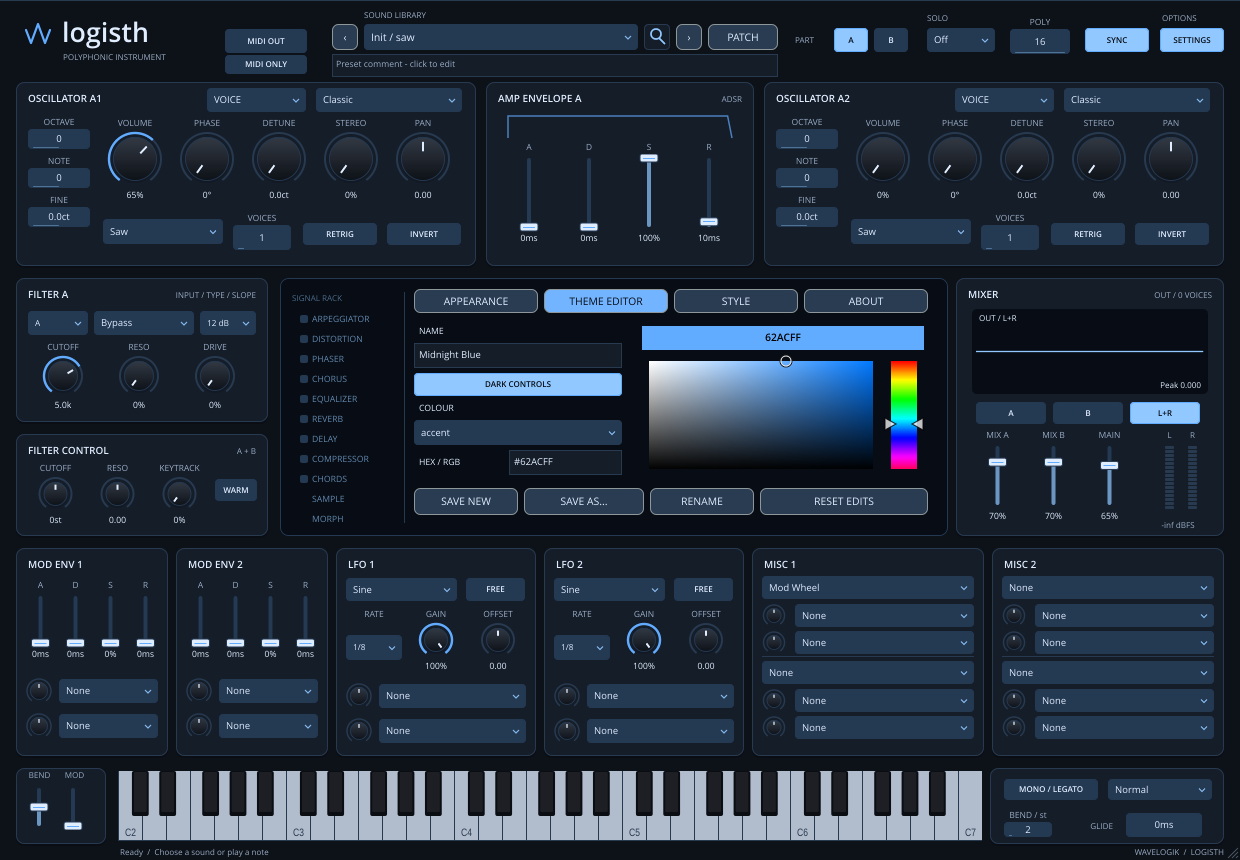 logisth
POLYPHONIC INSTRUMENT
MIDI OUT
MIDI ONLY
SOUND LIBRARY
‹ Init / saw › PATCH
Preset comment - click to edit
PART A B
SOLO
Off
POLY
16
SYNC
OPTIONS
SETTINGS
OSCILLATOR A1 VOICE Classic
OCTAVE
0
NOTE
0
FINE
0.0ct
VOLUME PHASE DETUNE STEREO PAN
65% 0° 0.0ct 0% 0.00
VOICES
Saw 1 RETRIG INVERT
AMP ENVELOPE A ADSR
A D S R
0ms 0ms 100% 10ms
OSCILLATOR A2 VOICE Classic
OCTAVE
0
NOTE
0
FINE
0.0ct
VOLUME PHASE DETUNE STEREO PAN
0% 0° 0.0ct 0% 0.00
VOICES
Saw 1 RETRIG INVERT
FILTER A INPUT / TYPE / SLOPE
A Bypass 12 dB
CUTOFF RESO DRIVE
5.0k 0% 0%
FILTER CONTROL A + B
CUTOFF RESO KEYTRACK
WARM
0st 0.00 0%
SIGNAL RACK
ARPEGGIATOR
DISTORTION
PHASER
CHORUS
EQUALIZER
REVERB
DELAY
COMPRESSOR
CHORDS
SAMPLE
MORPH
APPEARANCE THEME EDITOR STYLE ABOUT
NAME
Midnight Blue
DARK CONTROLS
COLOUR
accent
HEX / RGB #62ACFF
62ACFF
SAVE NEW SAVE AS... RENAME RESET EDITS
MIXER OUT / 0 VOICES
OUT / L+R
Peak 0.000
A B L+R
MIX A MIX B MAIN L R
70% 70% 65%
-inf dBFS
MOD ENV 1
A D S R
0ms 0ms 0% 0ms
None
None
MOD ENV 2
A D S R
0ms 0ms 0% 0ms
None
None
LFO 1
Sine FREE
RATE GAIN OFFSET
1/8
100% 0.00
None
None
LFO 2
Sine FREE
RATE GAIN OFFSET
1/8
100% 0.00
None
None
MISC 1
Mod Wheel
None
None
None
None
None
MISC 2
None
None
None
None
None
None
BEND MOD
C2 C3 C4 C5 C6 C7
MONO / LEGATO Normal
BEND / st
2
GLIDE 0ms
Ready / Choose a sound or play a note
WAVELOGIK / LOGISTH